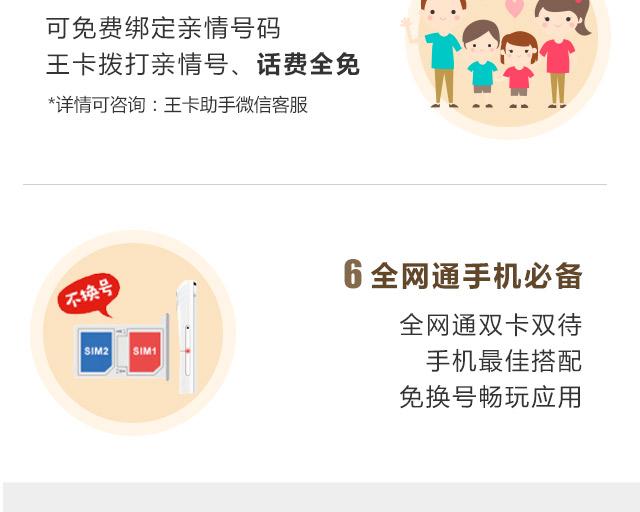 可免费绑定亲情号码
王卡拨打亲情号、话费全免
*详情可咨询：王卡助手微信客服
6 全网通手机必备
不换号
SIM2
SIM1
全网通双卡双待
手机最佳搭配
免换号畅玩应用